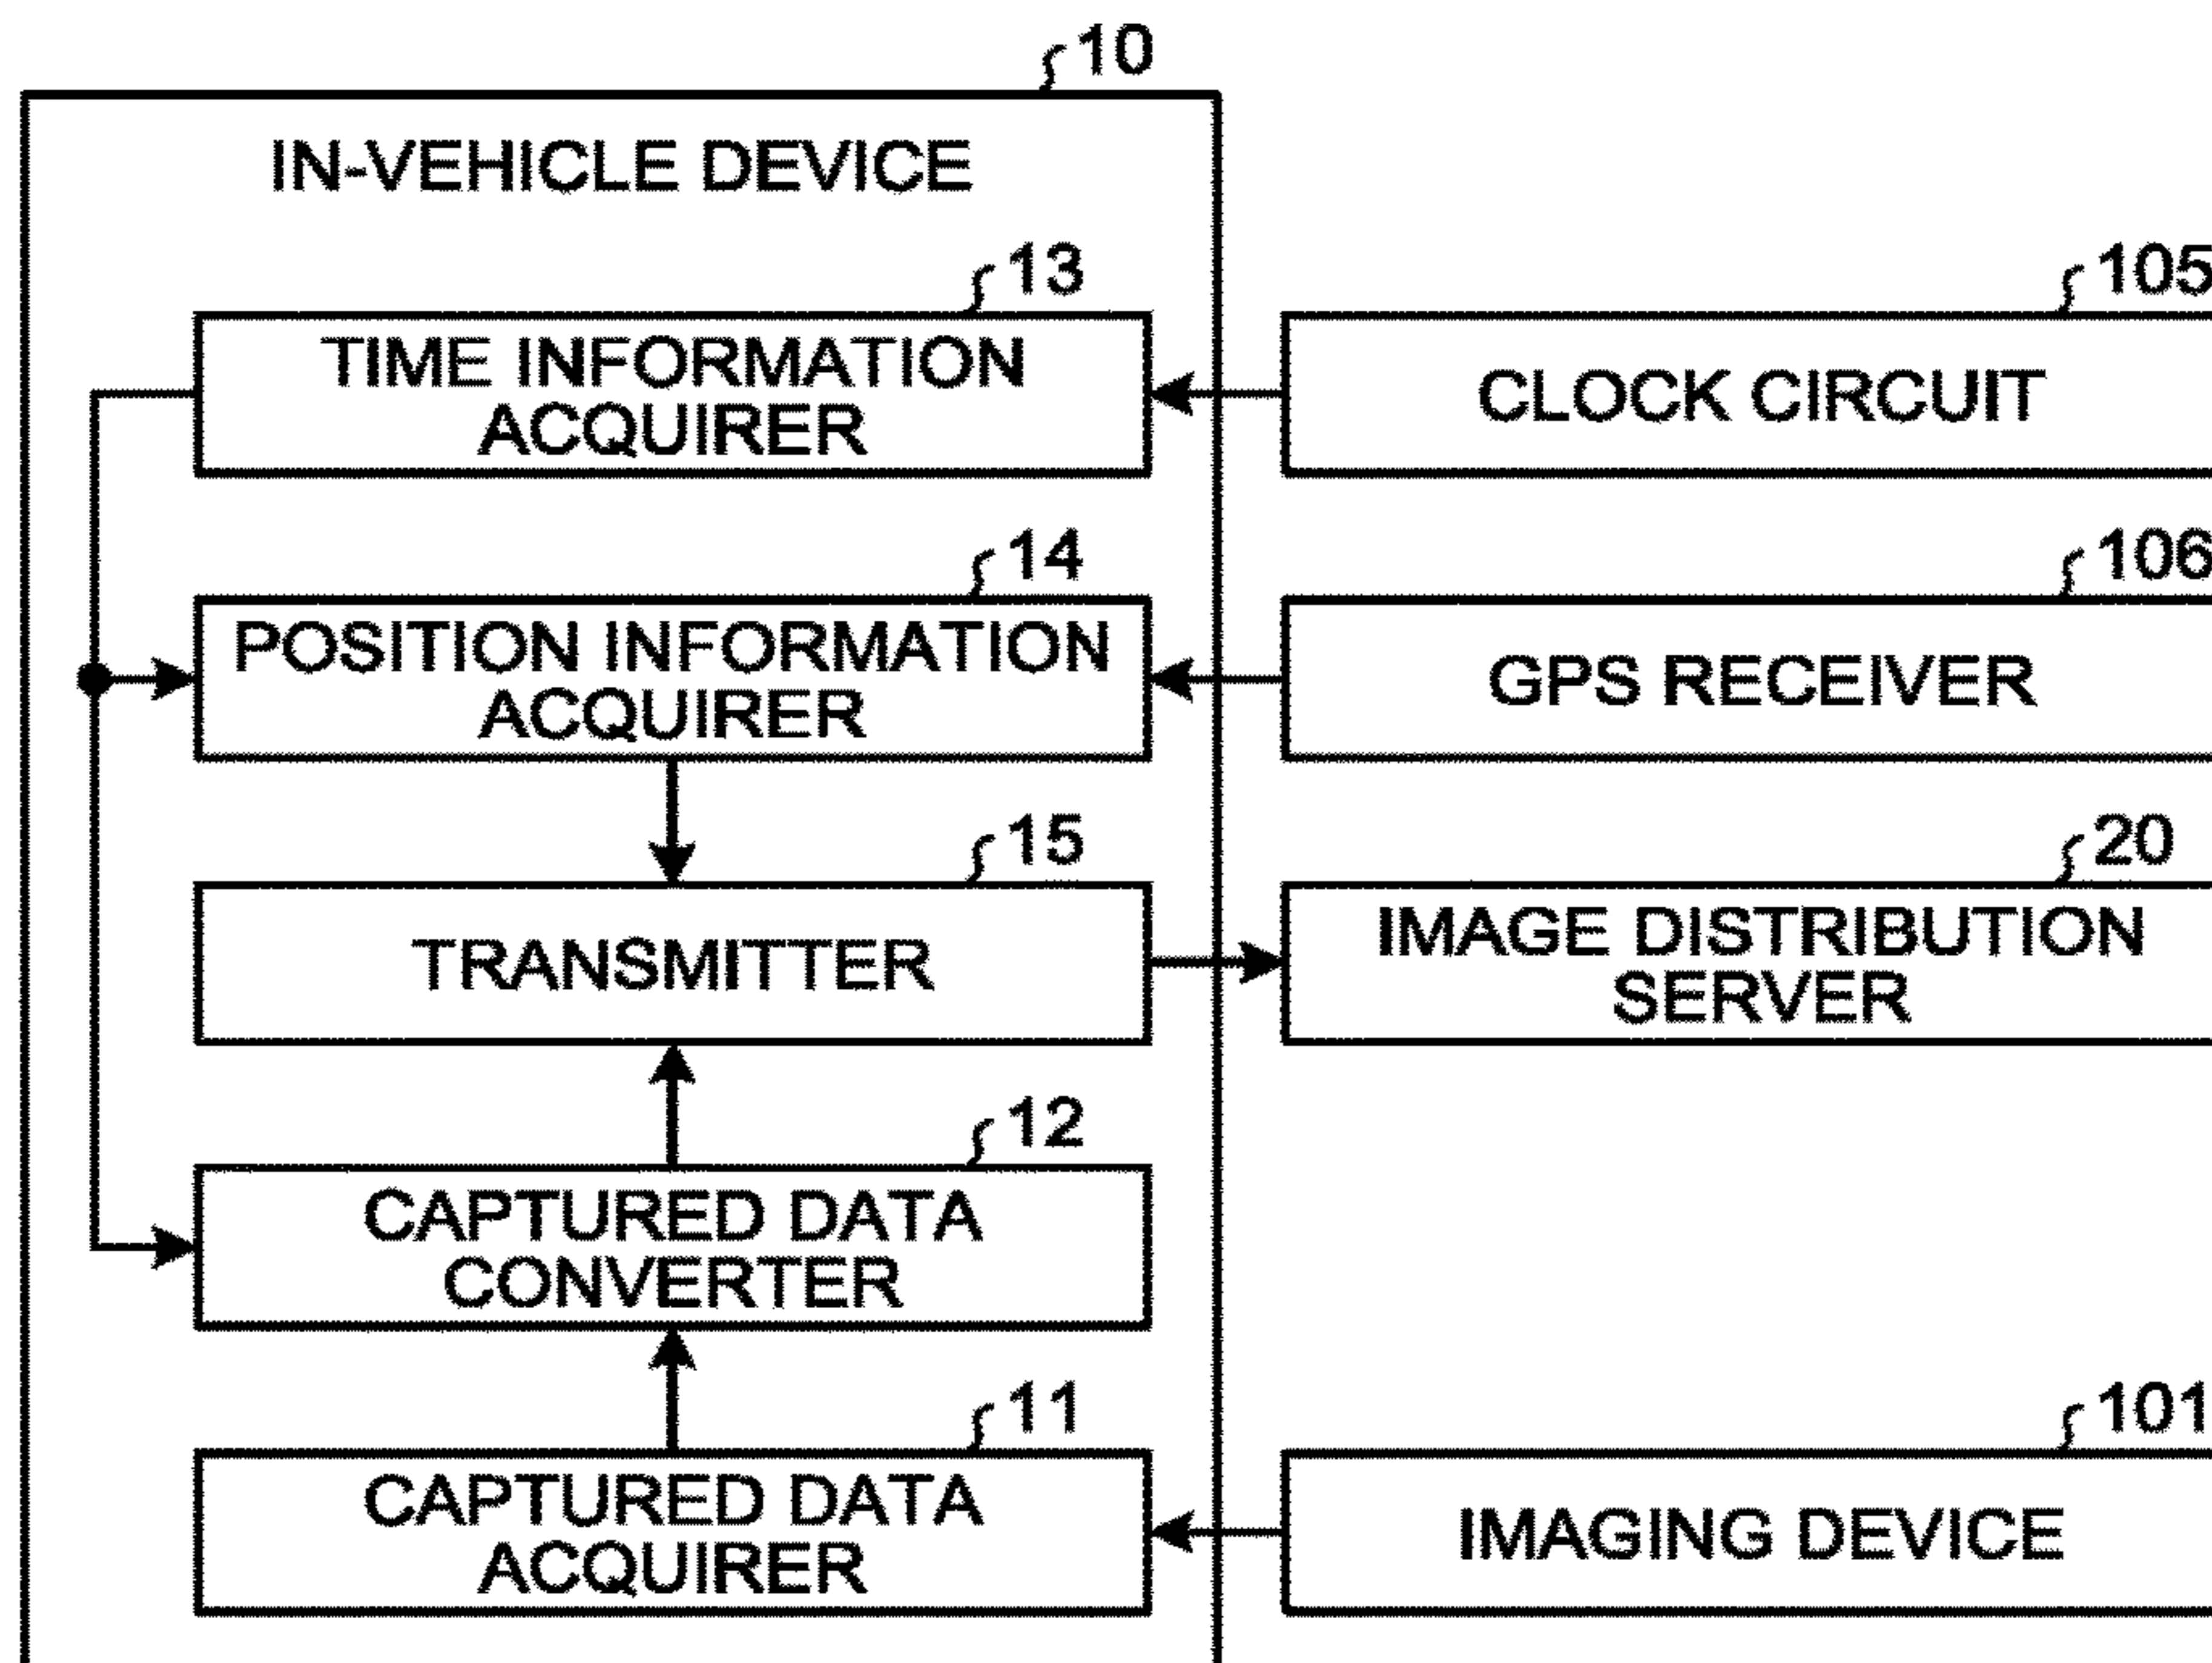 10
IN-VEHICLE DEVICE
13
TIME INFORMATION
ACQUIRER
105
CLOCK CIRCUIT
14
POSITION INFORMATION
ACQUIRER
106
GPS RECEIVER
15
TRANSMITTER
20
IMAGE DISTRIBUTION
SERVER
12
CAPTURED DATA
CONVERTER
11
CAPTURED DATA
ACQUIRER
101
IMAGING DEVICE